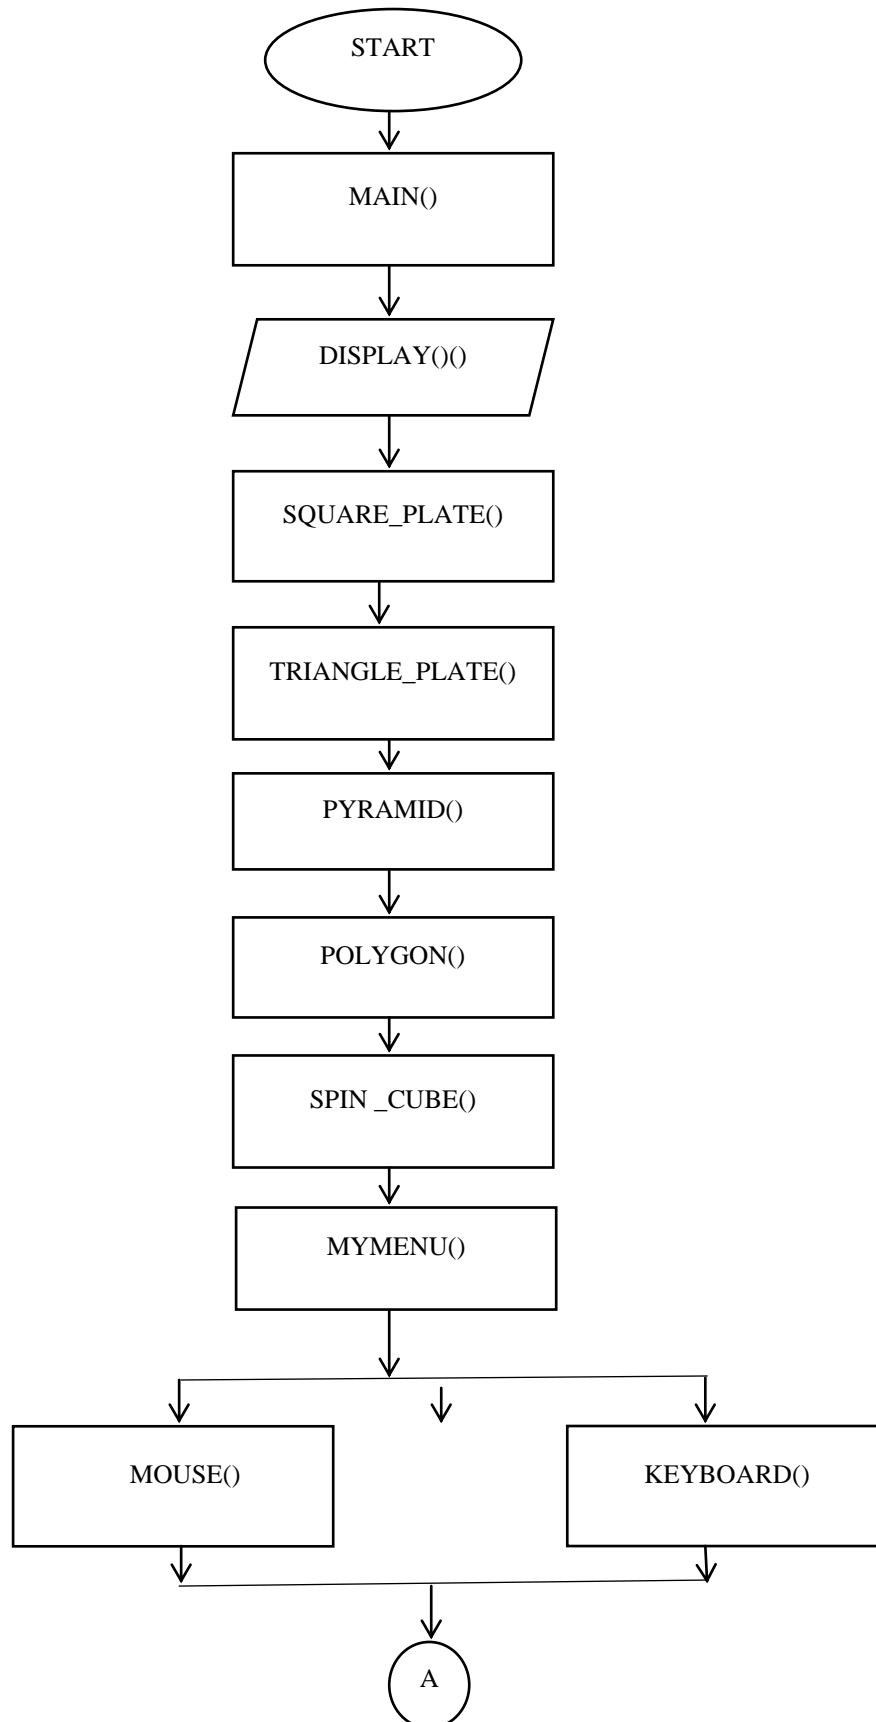 START
MAIN()
DISPLAY()()
SQUARE_PLATE()
TRIANGLE_PLATE()
PYRAMID()
POLYGON()
SPIN _CUBE()
MYMENU()
MOUSE()
KEYBOARD()
A